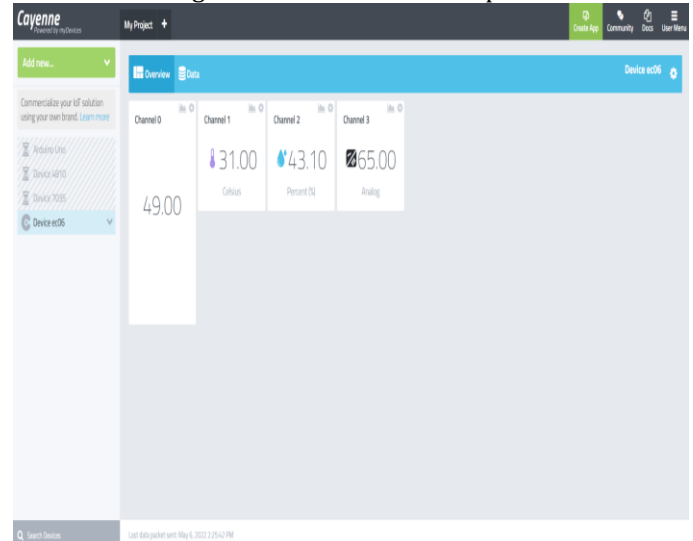 Cayenne
Powered by myDevices
My Project +
Create App
Community
Docs
User Menu
Add new...
Overview
Data
Device ec06
Commercialize your IoT solution
using your own brand. Learn more
Arduino Uno
Device 4810
Device 7035
Device ec06
Channel 0
49.00
Channel 1
31.00
Celsius
Channel 2
43.10
Percent (%)
Channel 3
65.00
Analog
Search Devices
Last data packet sent: May 6, 2022 2:25:42 PM